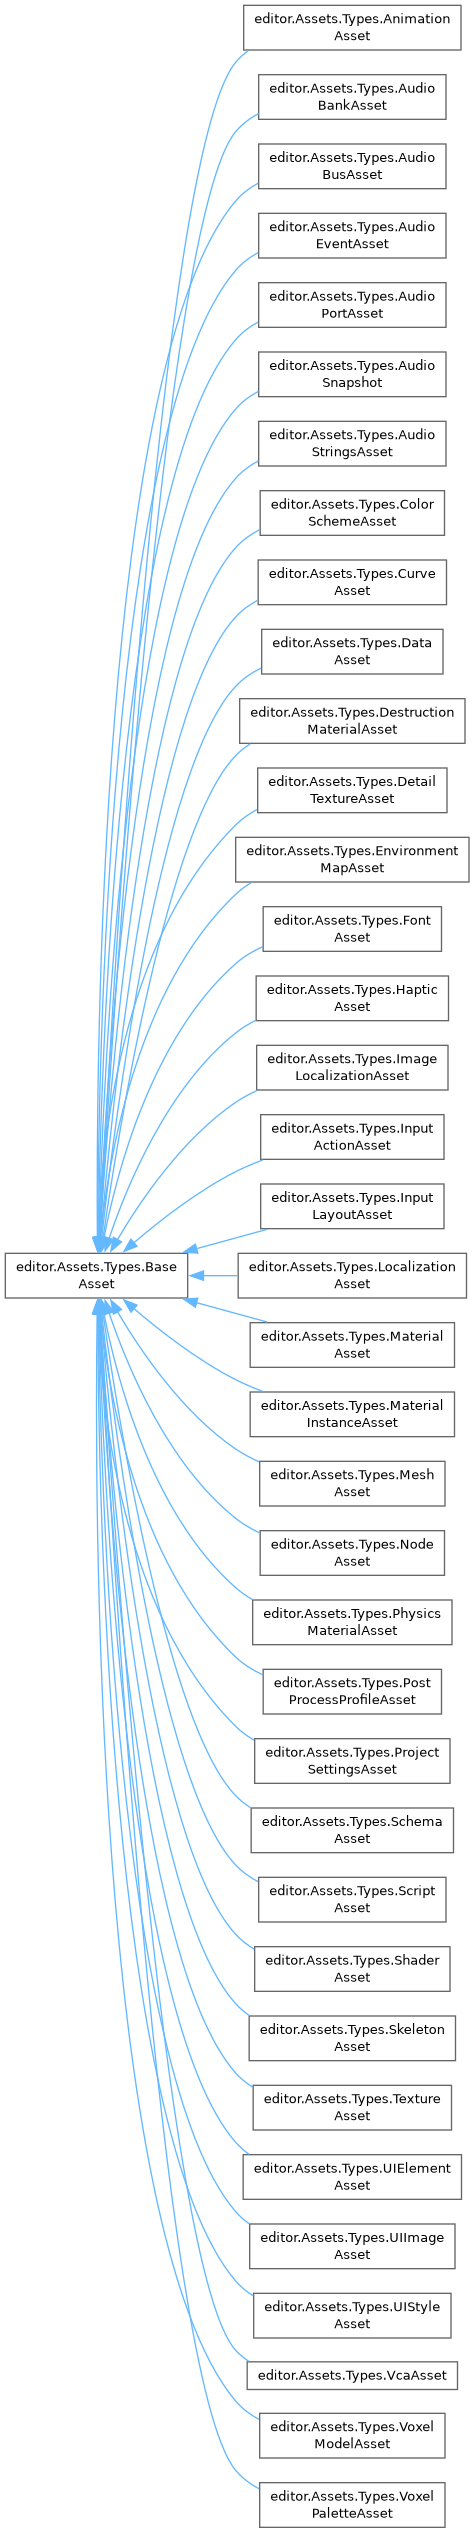 editor.Assets.Types.Animation
Asset
editor.Assets.Types.Audio
BankAsset
editor.Assets.Types.Audio
BusAsset
editor.Assets.Types.Audio
EventAsset
editor.Assets.Types.Audio
PortAsset
editor.Assets.Types.Audio
Snapshot
editor.Assets.Types.Audio
StringsAsset
editor.Assets.Types.Color
SchemeAsset
editor.Assets.Types.Curve
Asset
editor.Assets.Types.Data
Asset
editor.Assets.Types.Destruction
MaterialAsset
editor.Assets.Types.Detail
TextureAsset
editor.Assets.Types.Environment
MapAsset
editor.Assets.Types.Font
Asset
editor.Assets.Types.Haptic
Asset
editor.Assets.Types.Image
LocalizationAsset
editor.Assets.Types.Input
ActionAsset
editor.Assets.Types.Input
LayoutAsset
editor.Assets.Types.Base
Asset
editor.Assets.Types.Localization
Asset
editor.Assets.Types.Material
Asset
editor.Assets.Types.Material
InstanceAsset
editor.Assets.Types.Mesh
Asset
editor.Assets.Types.Node
Asset
editor.Assets.Types.Physics
MaterialAsset
editor.Assets.Types.Post
ProcessProfileAsset
editor.Assets.Types.Project
SettingsAsset
editor.Assets.Types.Schema
Asset
editor.Assets.Types.Script
Asset
editor.Assets.Types.Shader
Asset
editor.Assets.Types.Skeleton
Asset
editor.Assets.Types.Texture
Asset
editor.Assets.Types.UIElement
Asset
editor.Assets.Types.UIImage
Asset
editor.Assets.Types.UIStyle
Asset
editor.Assets.Types.VcaAsset
editor.Assets.Types.Voxel
ModelAsset
editor.Assets.Types.Voxel
PaletteAsset